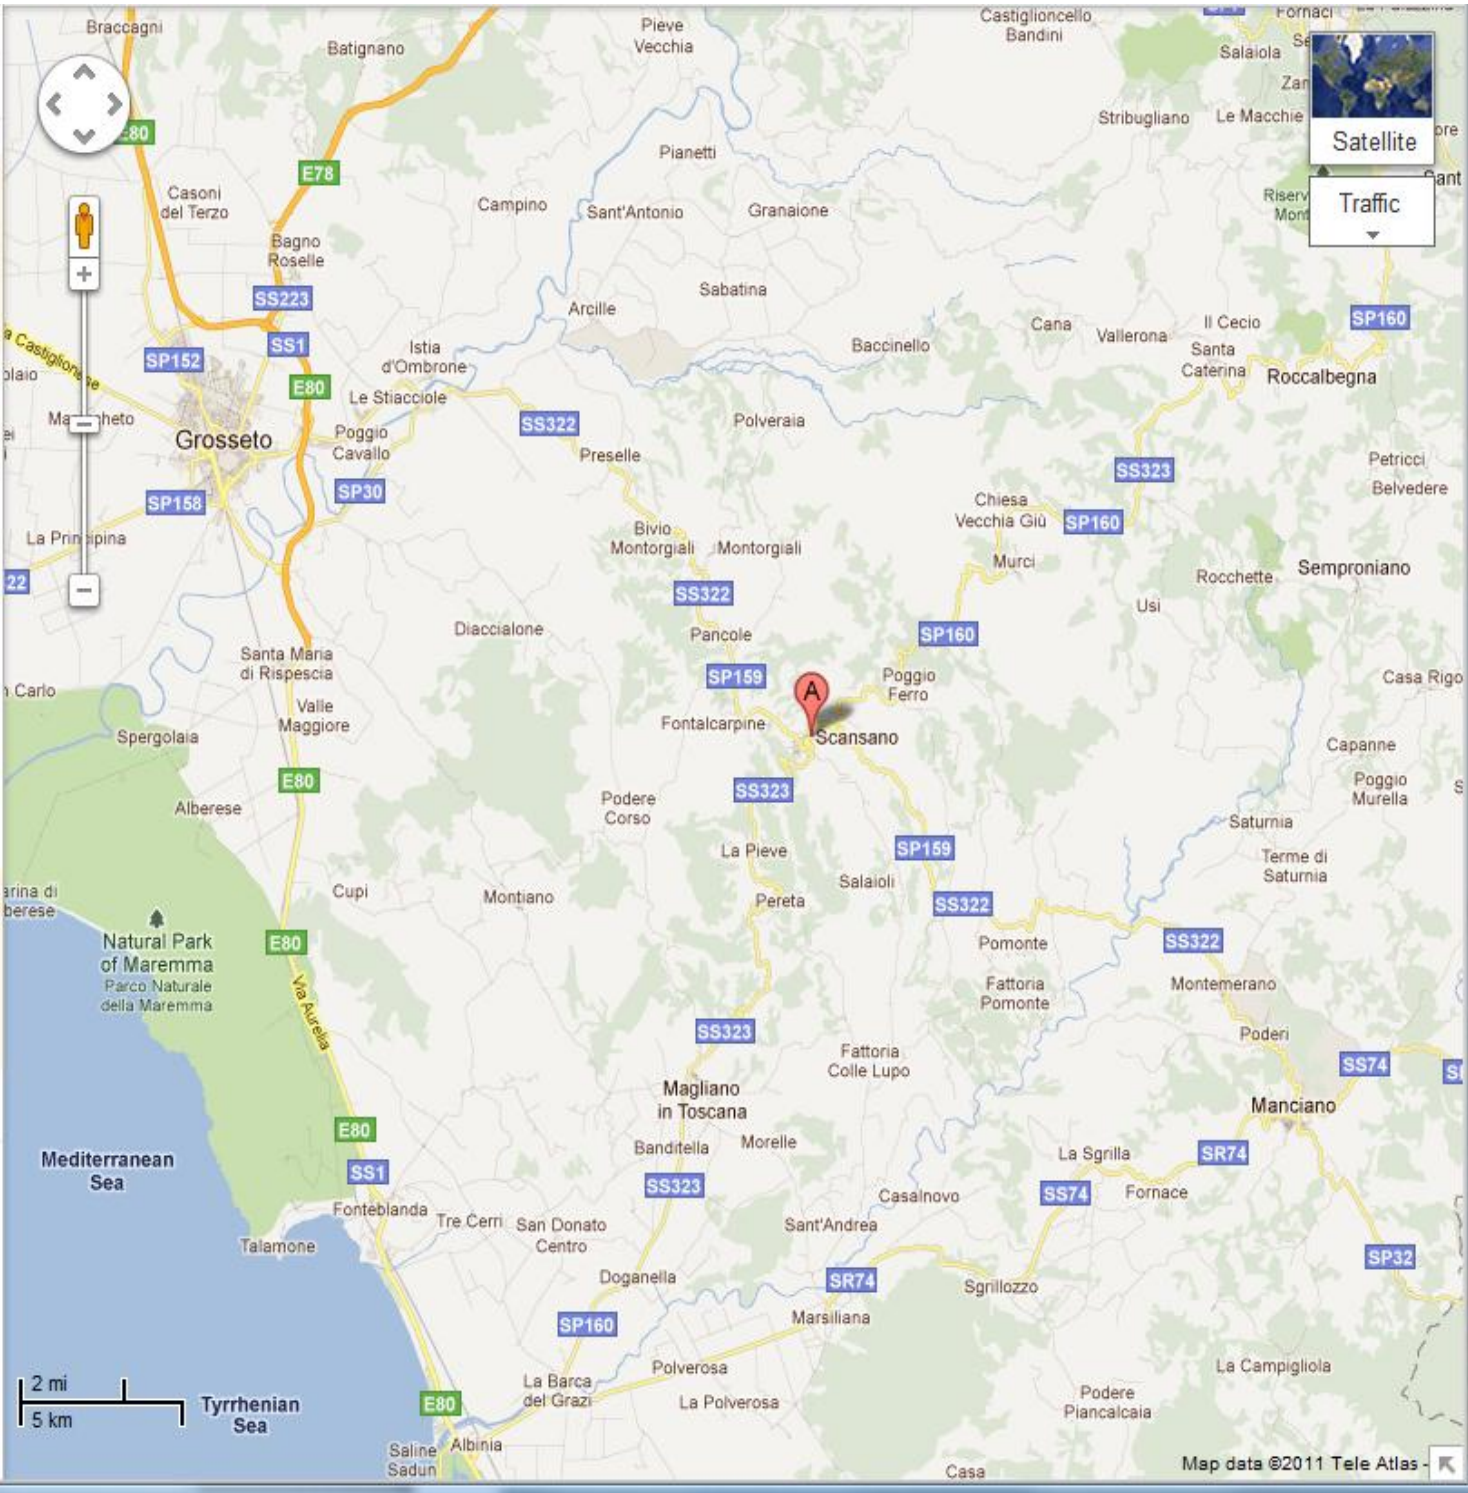 Braccagni
Batignano
Pieve
Vecchia
Castiglioncello
Bandini
Fornaci
Salaiola
Stribugliano
Le Macchie
Satellite
Traffic
E80
E78
Pianetti
Casoni
del Terzo
Campino
Sant'Antonio
Granaione
Bagno
Roselle
SS223
Sabatina
Arcille
SS1
SP152
E80
Istia
d'Ombrone
Le Stiacciole
Baccinello
Cana
Vallerona
Il Cecio
Santa
Caterina
SP160
Roccalbegna
Grosseto
Poggio
Cavallo
SS322
Polveraia
Preselle
SP158
SP30
SS323
Petricci
Belvedere
Chiesa
Vecchia Giù
SP160
La Principina
22
Bivio
Montorgiali
Montorgiali
Murci
Rocchette
Semproniano
SS322
Usi
Diaccialone
Pancole
SP160
Santa Maria
di Rispescia
SP159
Poggio
Ferro
Casa Rigo
A
Valle
Maggiore
Fontalcarpine
Scansano
Spergolaia
Capanne
E80
SS323
Poggio
Murella
Alberese
Podere
Corso
Saturnia
La Pieve
SP159
Terme di
Saturnia
Cupi
Montiano
Salaioli
Pereta
SS322
Natural Park
of Maremma
Parco Naturale
della Maremma
E80
Pomonte
SS322
Fattoria
Pomonte
Montemerano
Via Aurelia
SS323
Poderi
Fattoria
Colle Lupo
SS74
Magliano
in Toscana
Manciano
E80
Banditella
Morelle
La Sgrilla
SR74
Mediterranean
Sea
SS1
SS323
Casalnovo
SS74
Fornace
Fonteblanda
Tre Cerri
San Donato
Centro
Sant'Andrea
Talamone
SP32
Doganella
SR74
Sgrillozzo
SP160
Marsiliana
2 mi
5 km
Polverosa
La Campigliola
La Barca
del Grazi
La Polverosa
Podere
Piancalcaia
Tyrrhenian
Sea
E80
Saline
Sadun
Albinia
Casa
Map data ©2011 Tele Atlas -